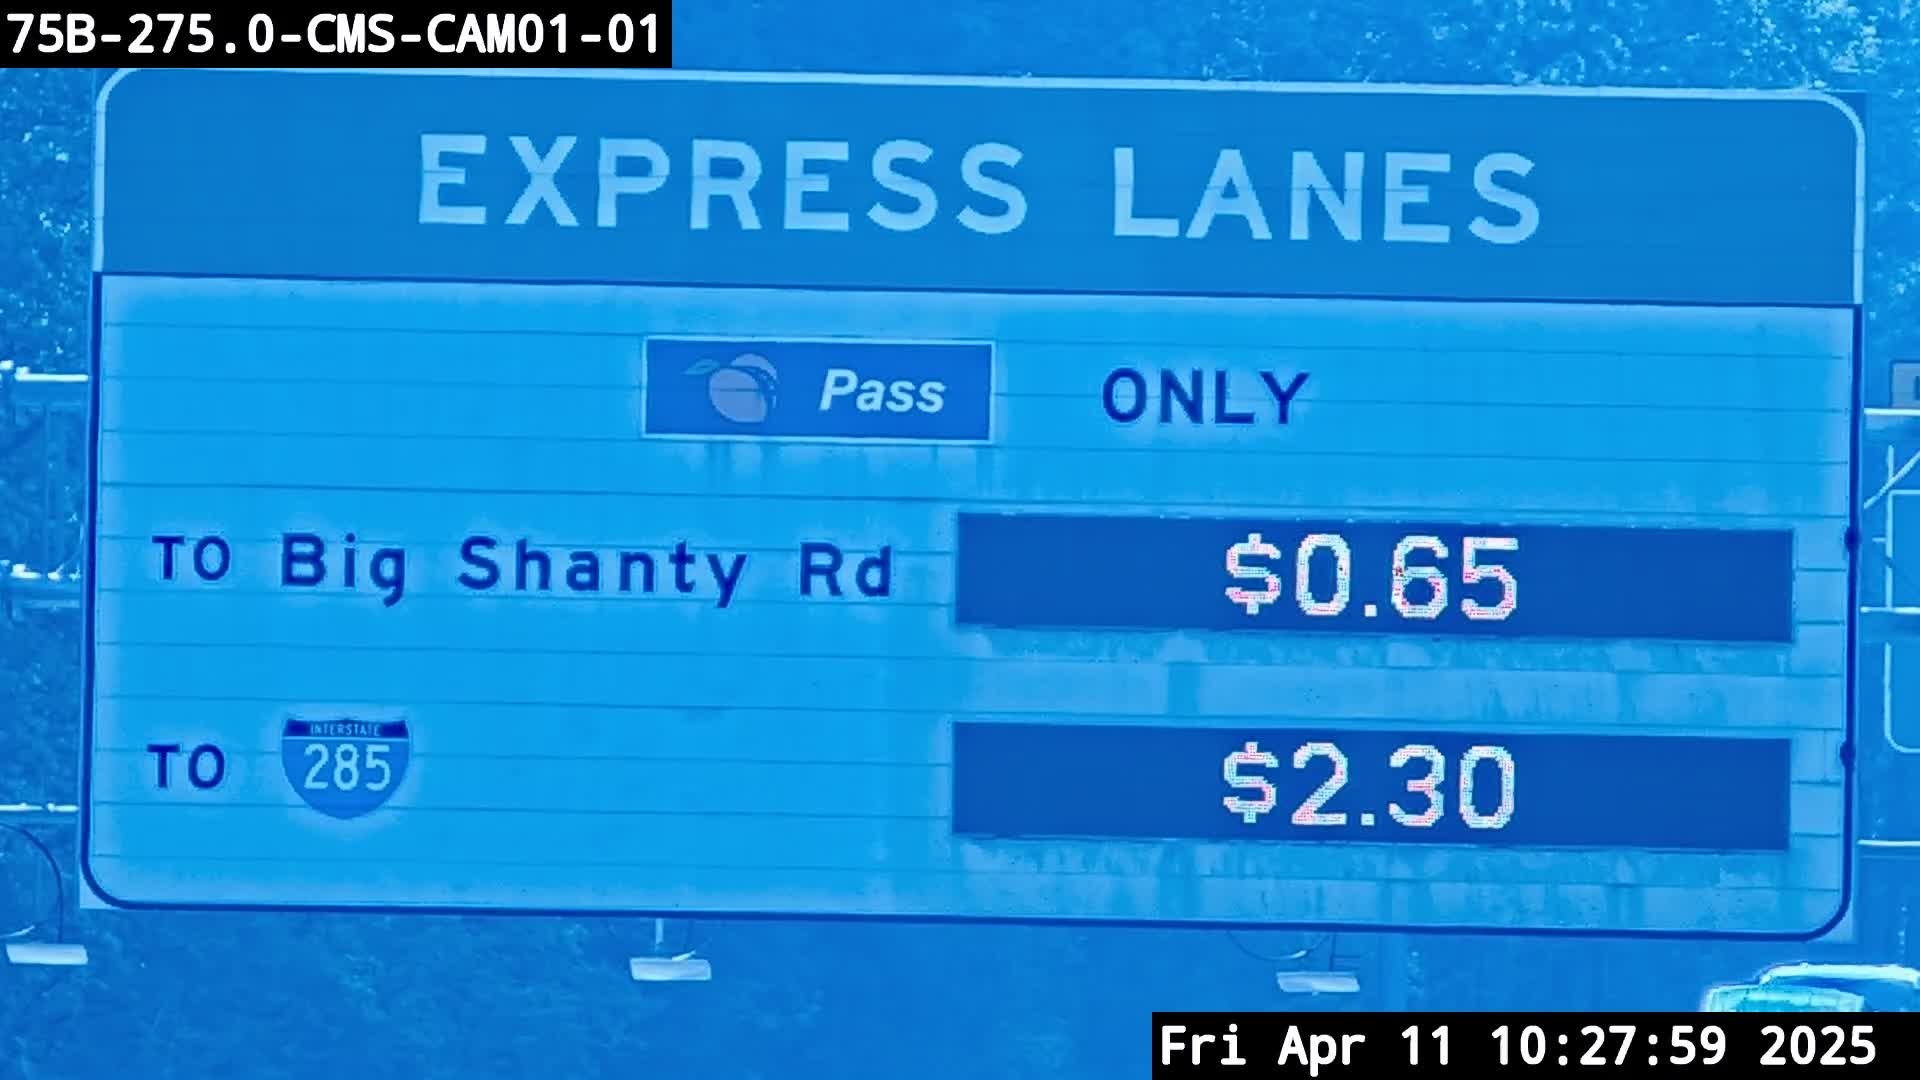 75B-275.0-CMS-CAM01-01
EXPRESS LANES
Pass ONLY
TO Big Shanty Rd $0.65
INTERSTATE
TO 285 $2.30
Fri Apr 11 10:27:59 2025